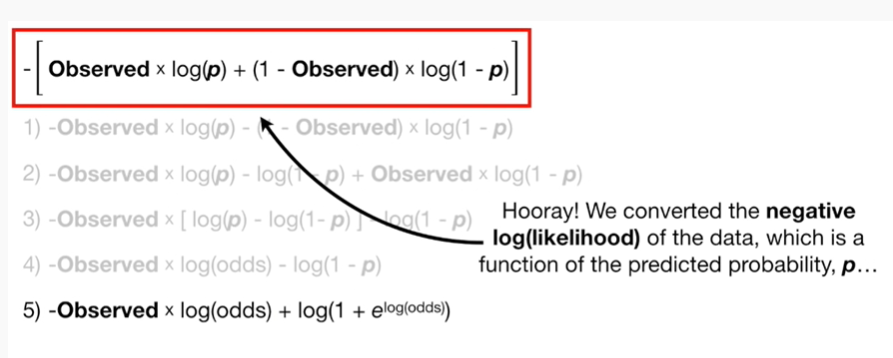 -[ Observed × log(p) + (1 - Observed) × log(1 - p) ]
1) -Observed × log(p) - ( - Observed) × log(1 - p)
2) -Observed × log(p) - log(1 - p) + Observed × log(1 - p)
3) -Observed × [ log(p) - log(1- p) ] - log(1 - p)
Hooray! We converted the negative
log(likelihood) of the data, which is a
function of the predicted probability, p…
4) -Observed × log(odds) - log(1 - p)
5) -Observed × log(odds) + log(1 + e^log(odds))